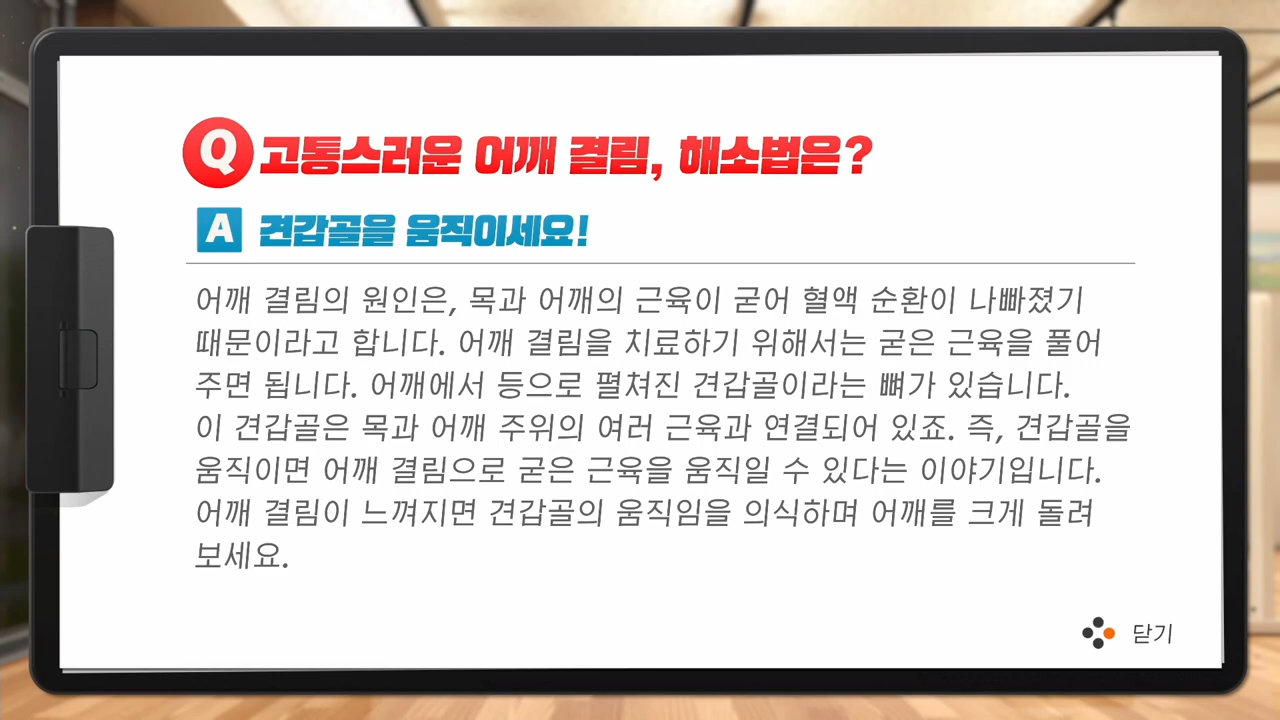 Q 고통스러운 어깨 결림, 해소법은?
A 견갑골을 움직이세요!
어깨 결림의 원인은, 목과 어깨의 근육이 굳어 혈액 순환이 나빠졌기
때문이라고 합니다. 어깨 결림을 치료하기 위해서는 굳은 근육을 풀어
주면 됩니다. 어깨에서 등으로 펼쳐진 견갑골이라는 뼈가 있습니다.
이 견갑골은 목과 어깨 주위의 여러 근육과 연결되어 있죠. 즉, 견갑골을
움직이면 어깨 결림으로 굳은 근육을 움직일 수 있다는 이야기입니다.
어깨 결림이 느껴지면 견갑골의 움직임을 의식하며 어깨를 크게 돌려
보세요.
닫기